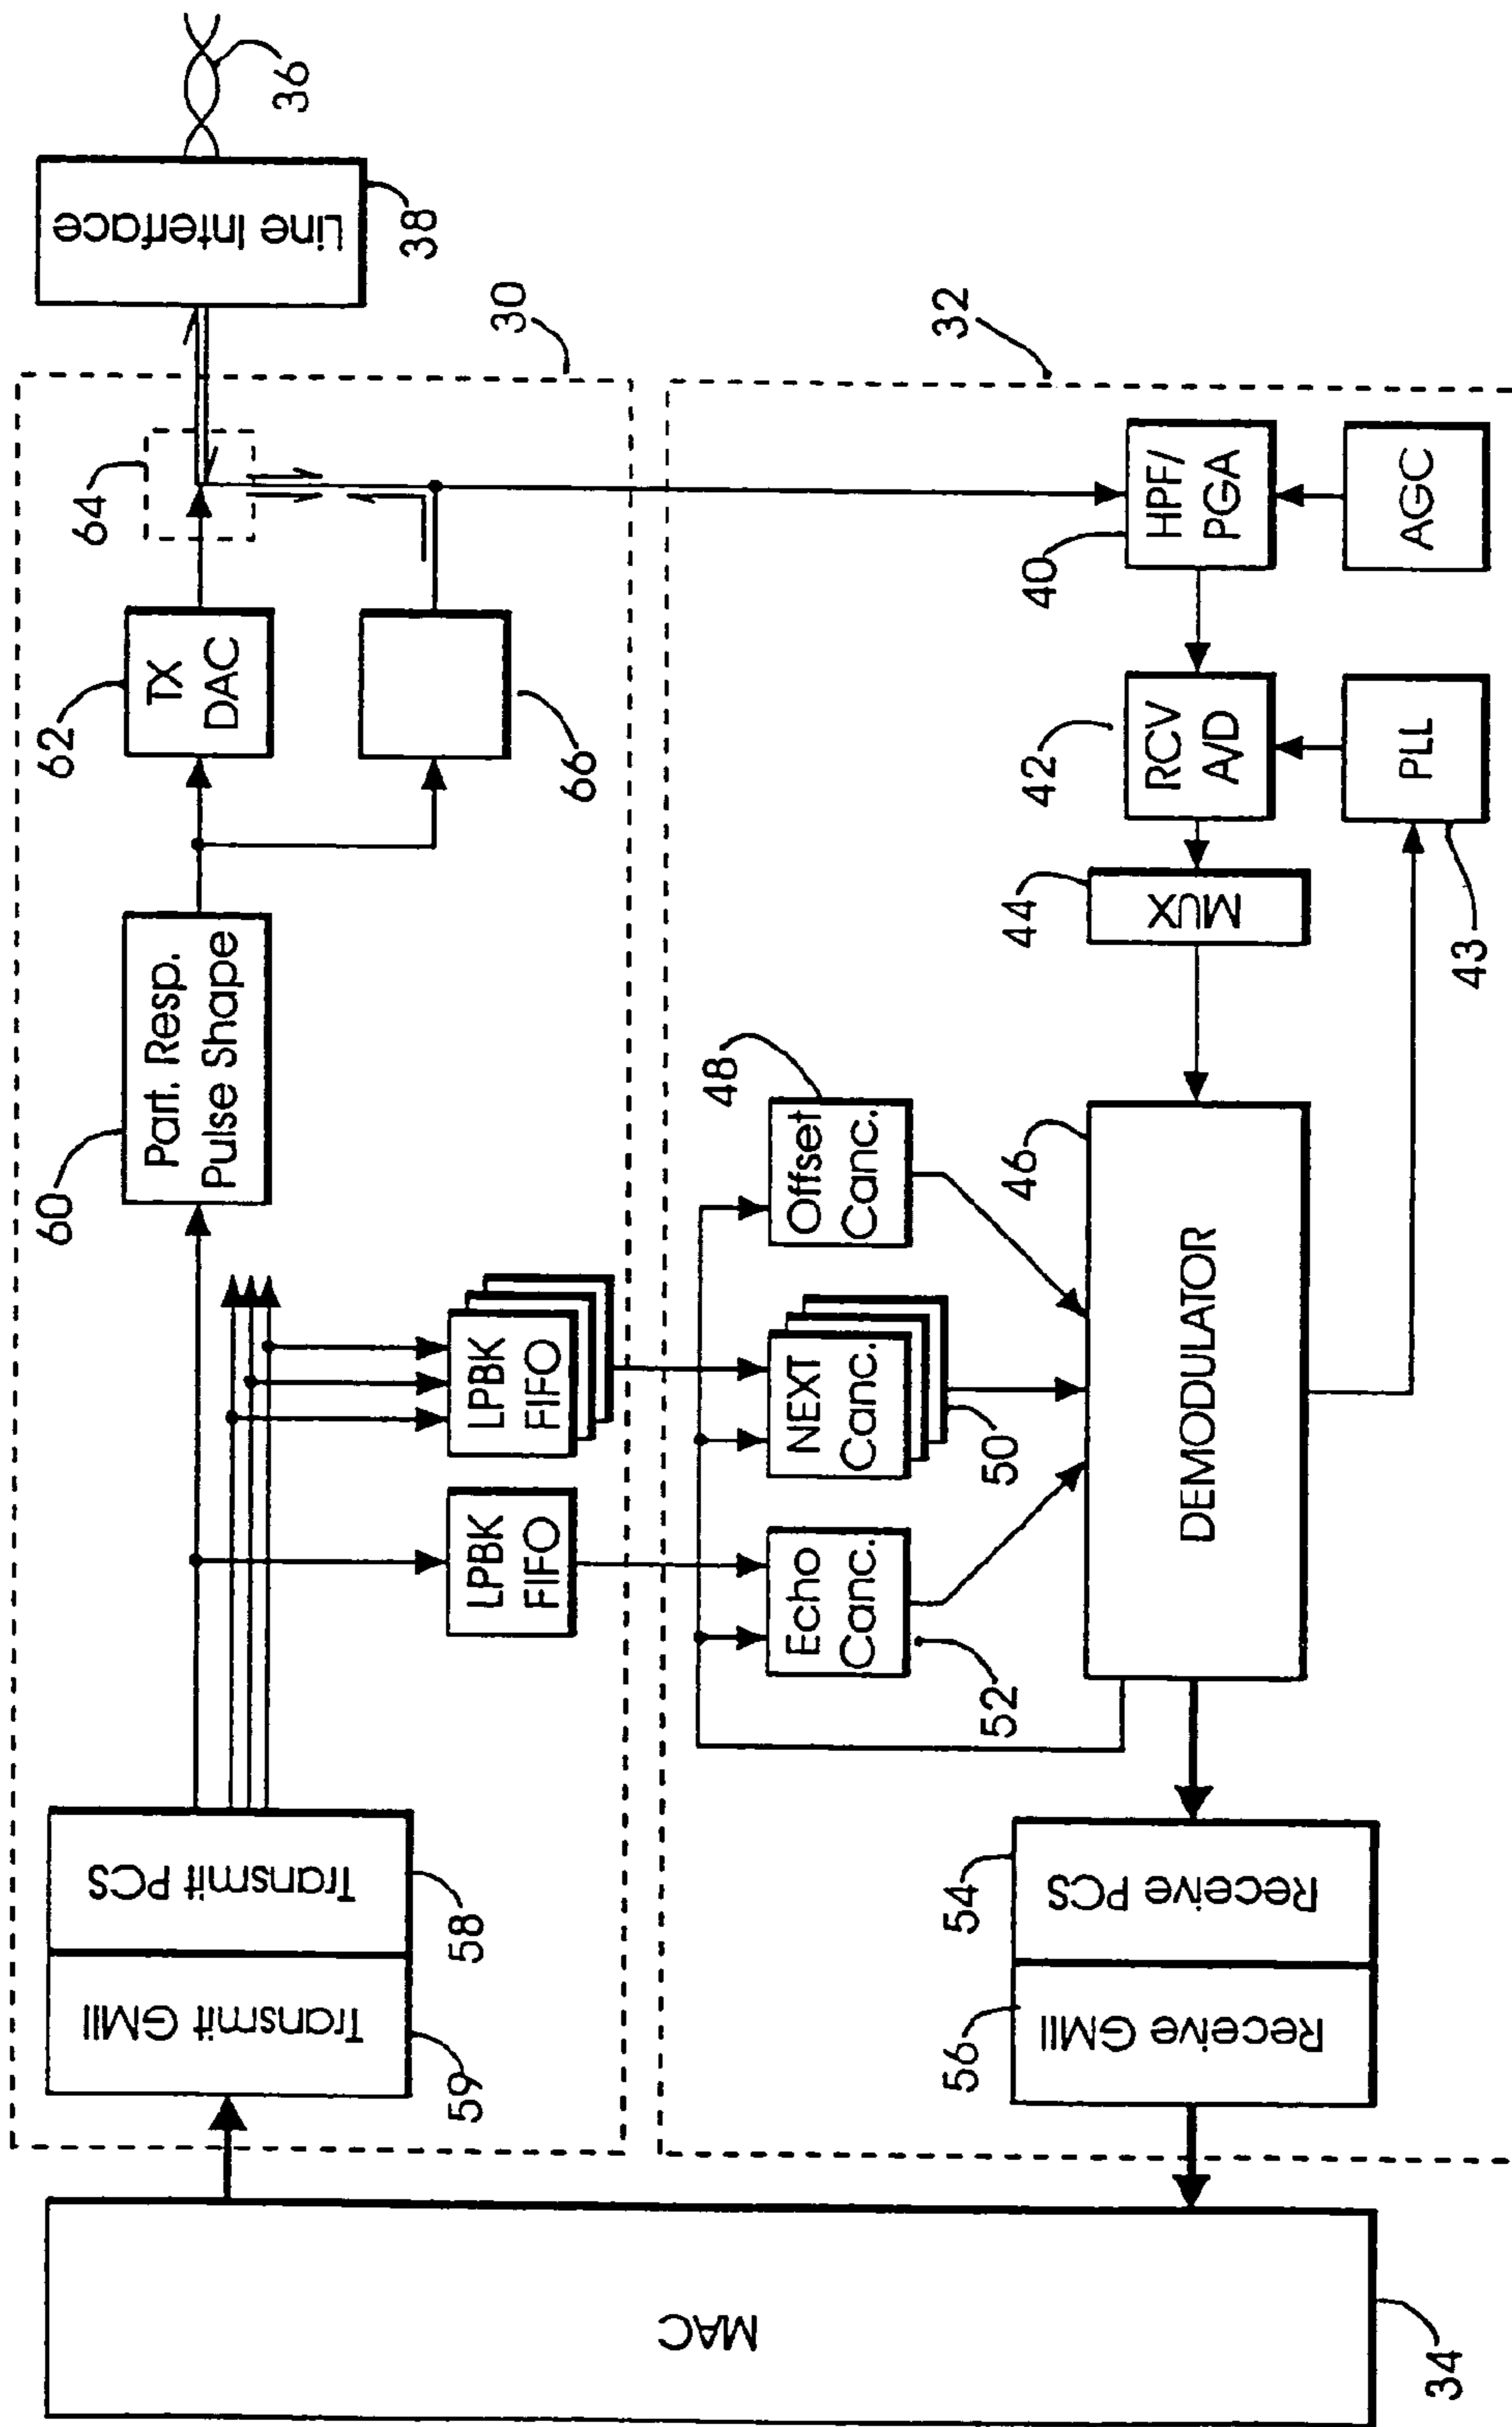 36
Line Interface
38
30
64
TX
DAC
62
66
Part. Resp.
Pulse Shape
60
LPBK
FIFO
LPBK
FIFO
Transmit PCS
58
Transmit GMII
59
32
HPF/
PGA
40
AGC
RCV
A/D
42
PLL
43
MUX
44
Offset
Canc.
48
NEXT
Canc.
50
Echo
Canc.
52
DEMODULATOR
46
Receive PCS
54
Receive GMII
56
MAC
34